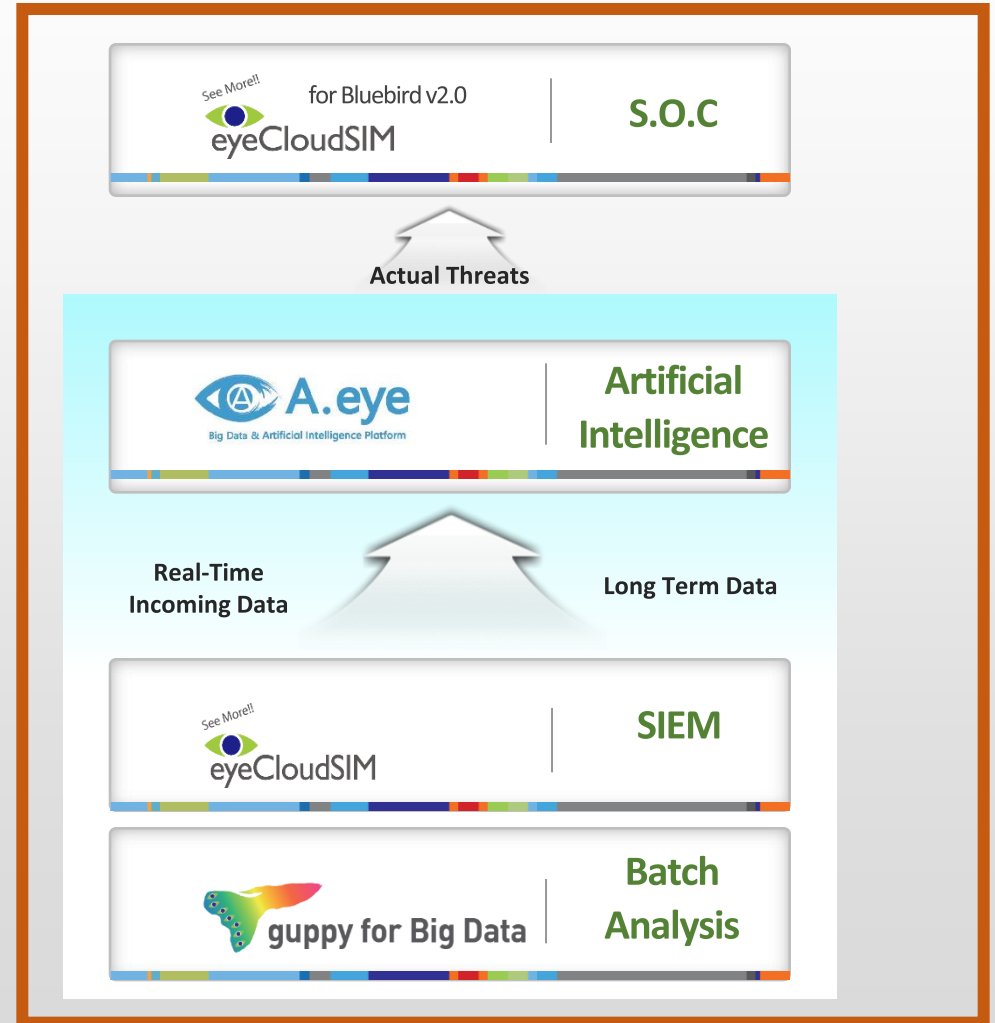 See More!!
for Bluebird v2.0
eyeCloudSIM
S.O.C
Actual Threats
A.eye
Big Data & Artificial Intelligence Platform
Artificial
Intelligence
Real-Time
Incoming Data
Long Term Data
See More!!
eyeCloudSIM
SIEM
guppy for Big Data
Batch
Analysis